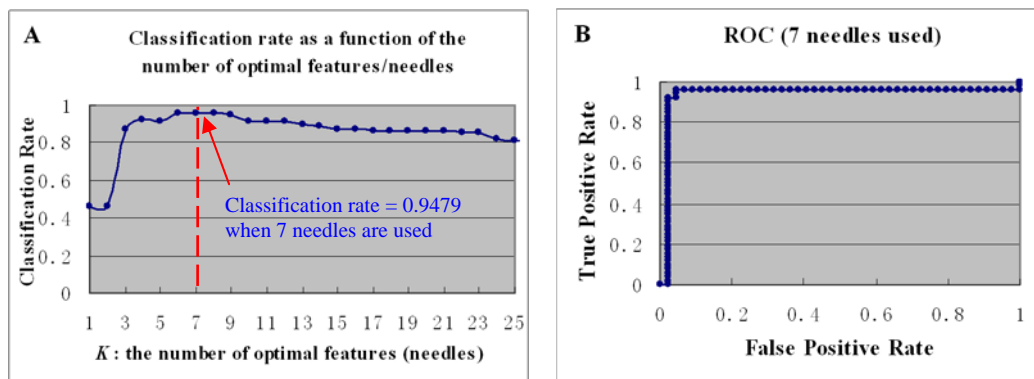 A
Classification rate as a function of the
number of optimal features/needles
Classification Rate
1
0.8
0.6
0.4
0.2
0
Classification rate = 0.9479
when 7 needles are used
1 3 5 7 9 11 13 15 17 19 21 23 25
K: the number of optimal features (needles)
B
ROC (7 needles used)
True Positive Rate
1
0.8
0.6
0.4
0.2
0
0 0.2 0.4 0.6 0.8 1
False Positive Rate